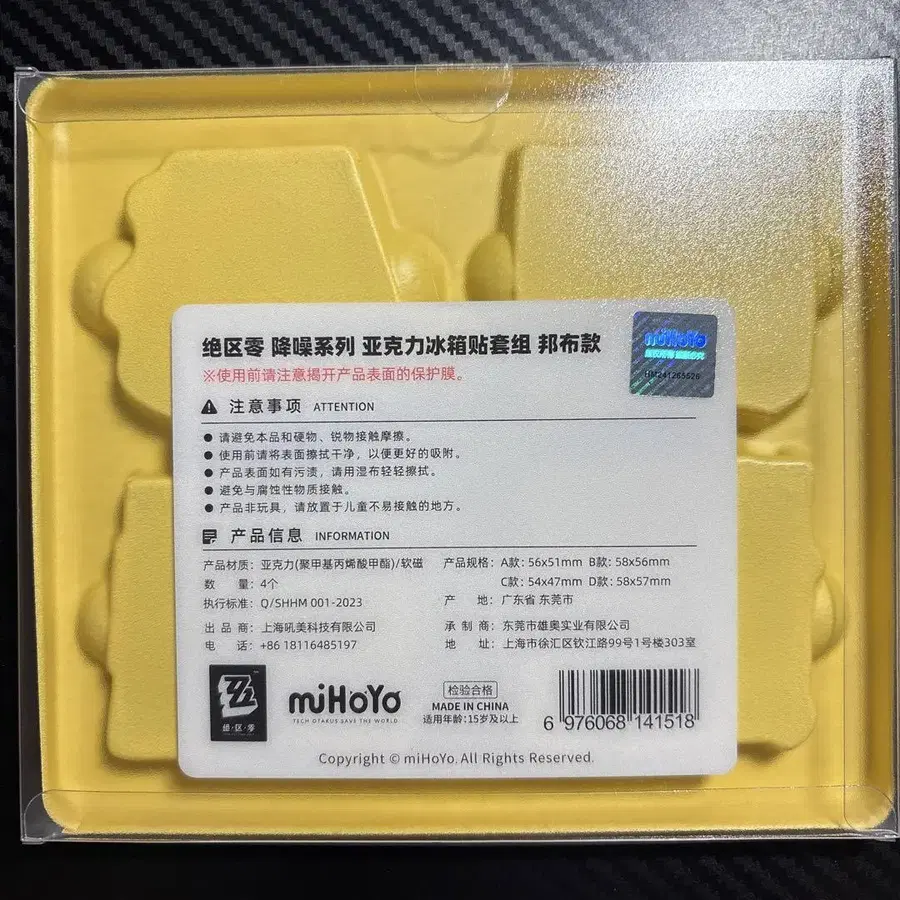 绝区零 降噪系列 亚克力冰箱贴套组 邦布款
※使用前请注意揭开产品表面的保护膜。
miHoYo
版权所有 翻版必究
HM241265526
注意事项 ATTENTION
● 请避免本品和硬物、锐物接触摩擦。
● 使用前请将表面擦拭干净，以便更好的吸附。
● 产品表面如有污渍，请用湿布轻轻擦拭。
● 避免与腐蚀性物质接触。
● 产品非玩具，请放置于儿童不易接触的地方。
产品信息 INFORMATION
产品材质：亚克力(聚甲基丙烯酸甲酯)/软磁
数 量：4个
执行标准：Q/SHHM 001-2023
出 品 商：上海吼美科技有限公司
电 话：+86 18116485197
产品规格：A款：56x51mm B款：58x56mm
C款：54x47mm D款：58x57mm
产 地：广东省 东莞市
承 制 商：东莞市雄奥实业有限公司
地 址：上海市徐汇区钦江路99号1号楼303室
绝·区·零
miHoYo
TECH OTAKUS SAVE THE WORLD
检验合格
MADE IN CHINA
适用年龄：15岁及以上
6 976068 141518
Copyright © miHoYo. All Rights Reserved.